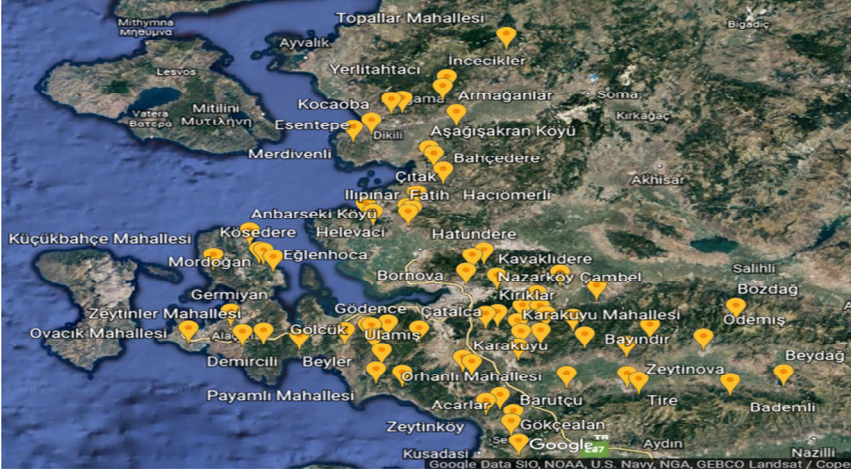 Topallar Mahallesi
Bigadiç
Mithymna
Μήθυμνα
Ayvalık
İncecikler
Lesvos
Yerlitahtacı
Soma
Armağanlar
Kocaoba
Mitilini
Μυτιλήνη
Vatera
Βατερά
Kırkağaç
Esentepe
Dikili
Aşağışakran Köyü
Merdivenli
Bahçedere
Çıtak
Akhisar
Ilıpınar
Fatih
Hacıömerli
Anbarseki Köyü
Kösedere
Helevacı
Hatundere
Küçükbahçe Mahallesi
Eğlenhoca
Mordoğan
Kavaklıdere
Salihli
Bornova
Nazarköy
Çambel
Germiyan
Kırıklar
Bozdağ
Zeytinler Mahallesi
Gödence
Çatalca
Karakuyu Mahallesi
Ödemiş
Ovacık Mahallesi
Gölcük
Ulamış
Bayındır
Karakuyu
Beydağ
Demircili
Beyler
Orhanlı Mahallesi
Zeytinova
Payamlı Mahallesi
Acarlar
Barutçu
Tire
Bademli
Zeytinköy
Gökçealan
Kusadası
Google
TR
Aydın
Nazilli
Google Data SIO, NOAA, U.S. Navy, NGA, GEBCO Landsat / Cope